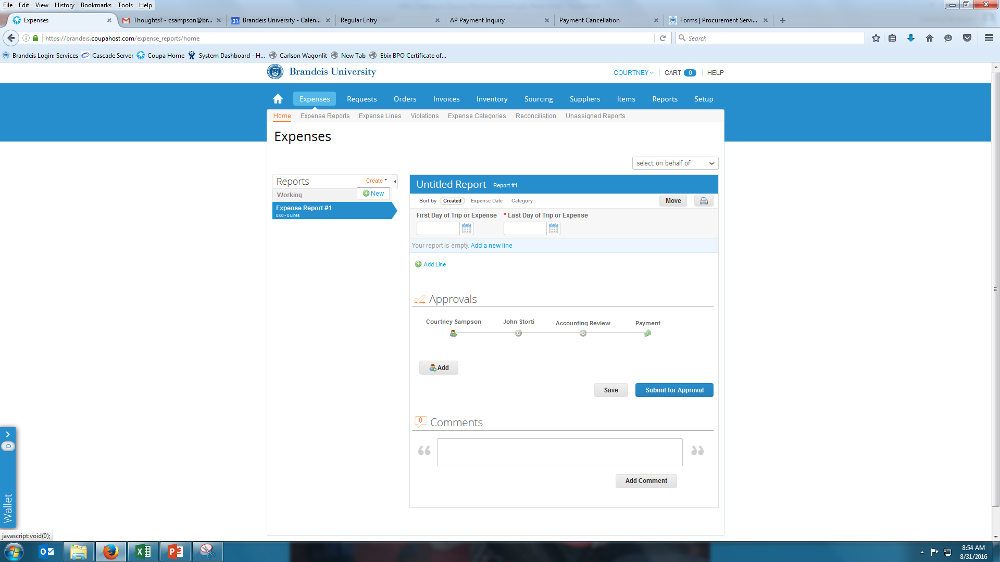 File Edit View History Bookmarks Tools Help
Expenses
Thoughts? - csampson@br...
31 Brandeis University - Calen...
Regular Entry
AP Payment Inquiry
Payment Cancellation
Forms | Procurement Servi...
https://brandeis.coupahost.com/expense_reports/home
Search
Brandeis Login: Services Cascade Server Coupa Home System Dashboard - H... Carlson Wagonlit New Tab Ebix BPO Certificate of...
Brandeis University
COURTNEY CART 0 HELP
Expenses Requests Orders Invoices Inventory Sourcing Suppliers Items Reports Setup
Home Expense Reports Expense Lines Violations Expense Categories Reconciliation Unassigned Reports
Expenses
select on behalf of
Reports Create
Working
New
Expense Report #1
0.00 • 0 Lines
Untitled Report Report #1
Sort by Created Expense Date Category Move
First Day of Trip or Expense * Last Day of Trip or Expense
Your report is empty. Add a new line
Add Line
Approvals
Courtney Sampson John Storti Accounting Review Payment
Add
Save Submit for Approval
0 Comments
Add Comment
0
Wallet
javascript:void(0);
8:54 AM
8/31/2016